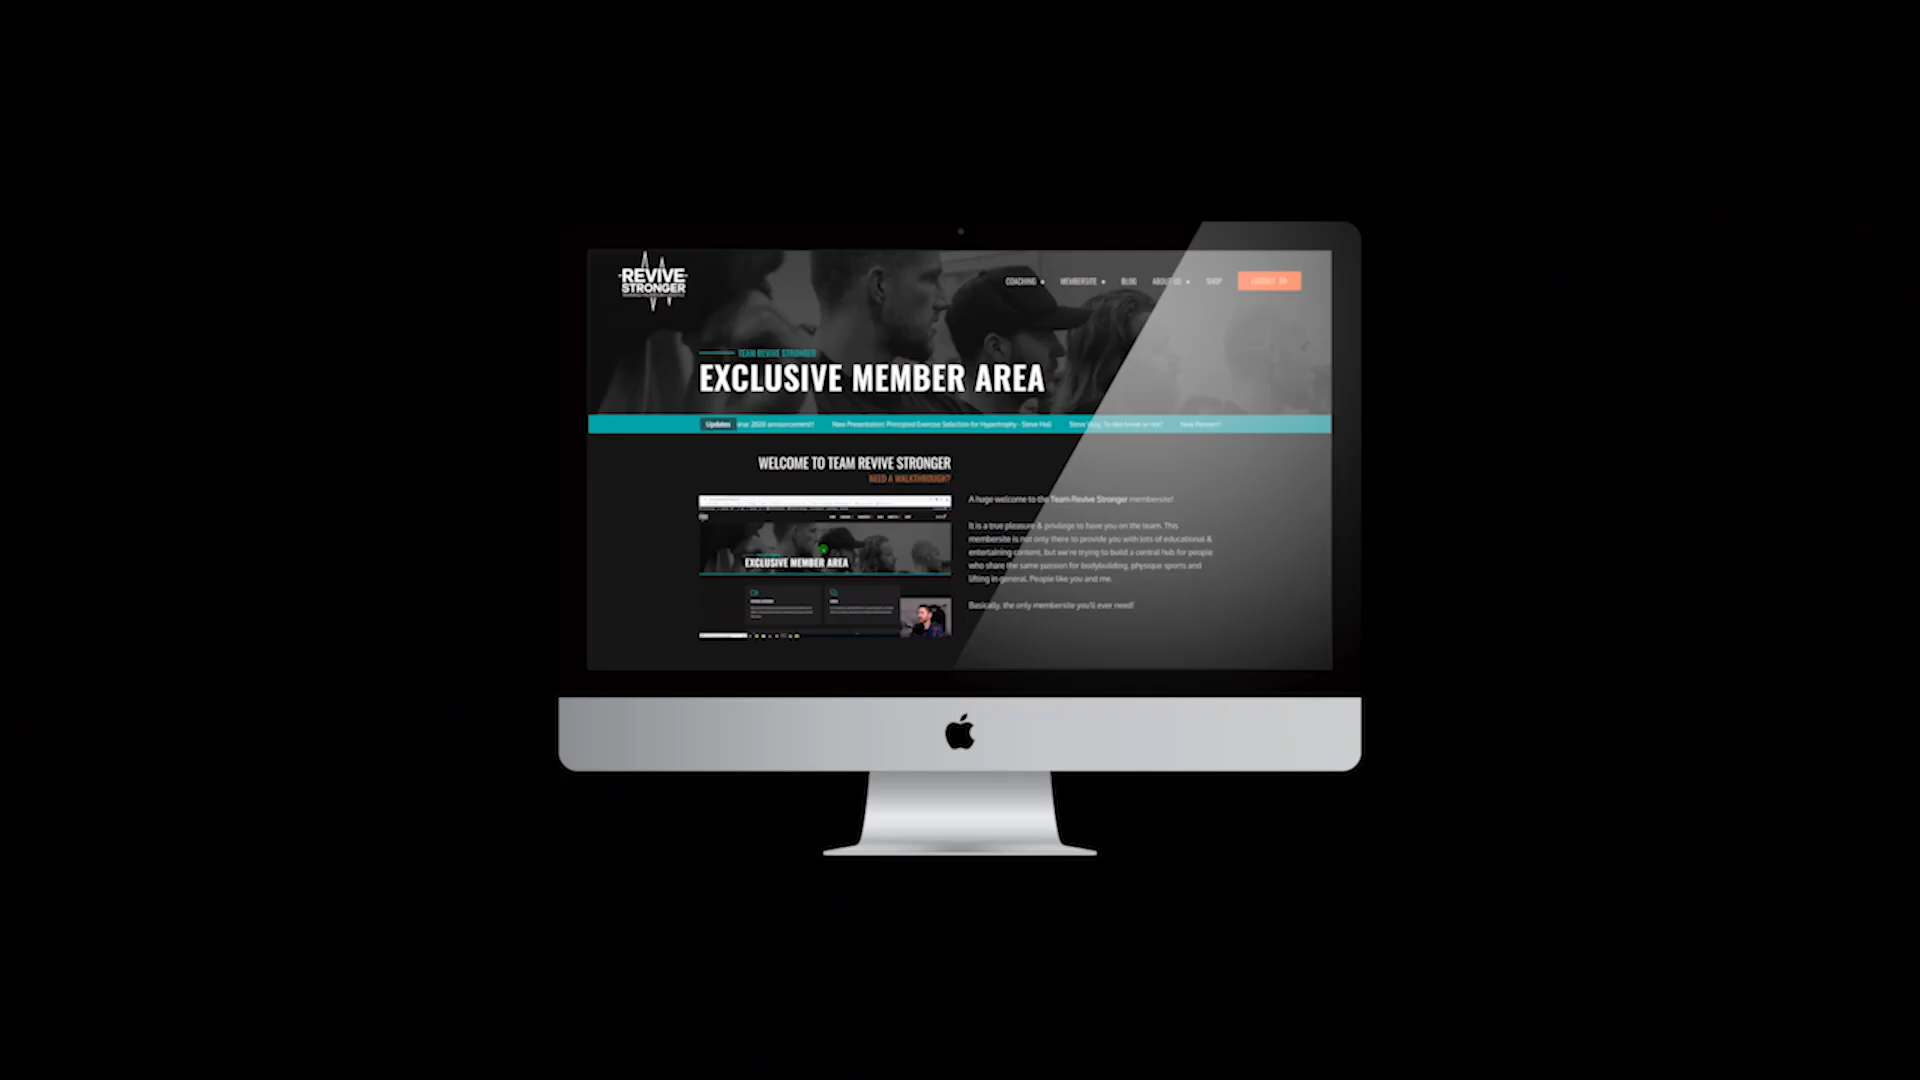 REVIVE
STRONGER
COACHING
MEMBERSITE
BLOG
ABOUT US
SHOP
LOGOUT
TEAM REVIVE STRONGER
EXCLUSIVE MEMBER AREA
Updates
2020 announcement!!
New Presentation: Principled Exercise Selection for Hypertrophy - Steve Hall
WELCOME TO TEAM REVIVE STRONGER
NEED A WALKTHROUGH?
A huge welcome to the Team Revive Stronger membersite!
It is a true pleasure & privilege to have you on the team. This
membersite is not only there to provide you with lots of educational &
entertaining content, but we're trying to build a central hub for people
who share the same passion for bodybuilding, physique sports and
lifting in general. People like you and me.
Basically, the only membersite you'll ever need!
EXCLUSIVE MEMBER AREA